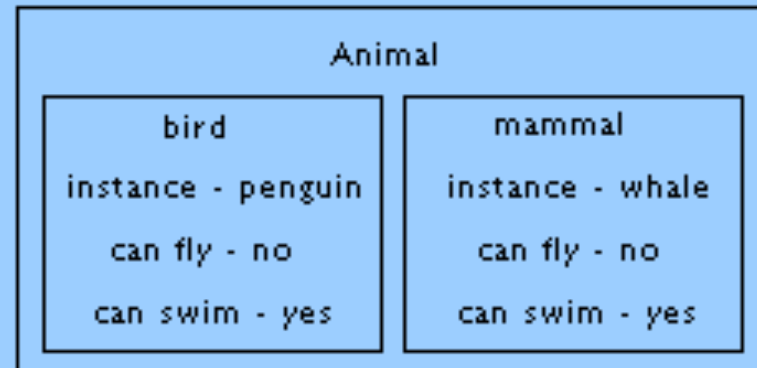 Animal
bird
instance - penguin
can fly - no
can swim - yes
mammal
instance - whale
can fly - no
can swim - yes